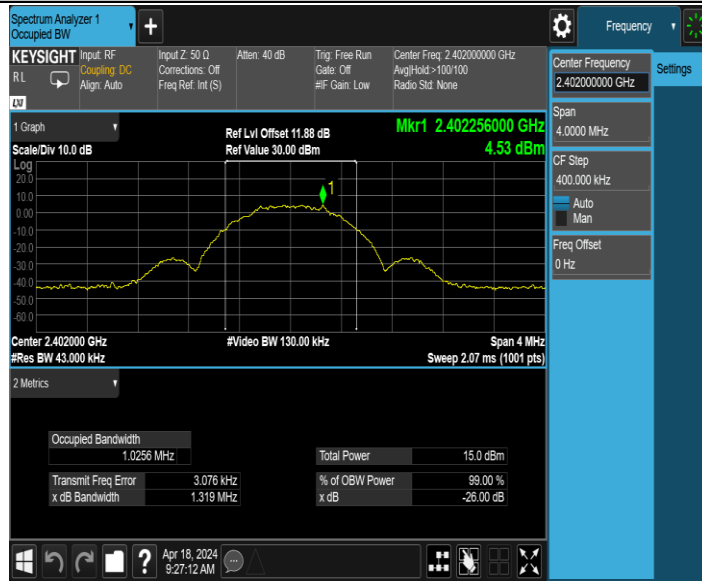 Spectrum Analyzer 1
Occupied BW
+
Frequency
KEYSIGHT
RL
LXI
Input: RF
Coupling: DC
Align: Auto
Input Z: 50 Ω
Corrections: Off
Freq Ref: Int (S)
Atten: 40 dB
Trig: Free Run
Gate: Off
#IF Gain: Low
Center Freq: 2.402000000 GHz
Avg|Hold:>100/100
Radio Std: None
Center Frequency
2.402000000 GHz
Settings
Span
4.0000 MHz
CF Step
400.000 kHz
Auto
Man
Freq Offset
0 Hz
1 Graph
Scale/Div 10.0 dB
Ref Lvl Offset 11.88 dB
Ref Value 30.00 dBm
Mkr1 2.402256000 GHz
4.53 dBm
Log
20.0
10.0
0.00
-10.0
-20.0
-30.0
-40.0
-50.0
-60.0
1
Center 2.402000 GHz
#Res BW 43.000 kHz
#Video BW 130.00 kHz
Span 4 MHz
Sweep 2.07 ms (1001 pts)
2 Metrics
Occupied Bandwidth
1.0256 MHz
Transmit Freq Error 3.076 kHz
x dB Bandwidth 1.319 MHz
Total Power 15.0 dBm
% of OBW Power 99.00 %
x dB -26.00 dB
?
Apr 18, 2024
9:27:12 AM